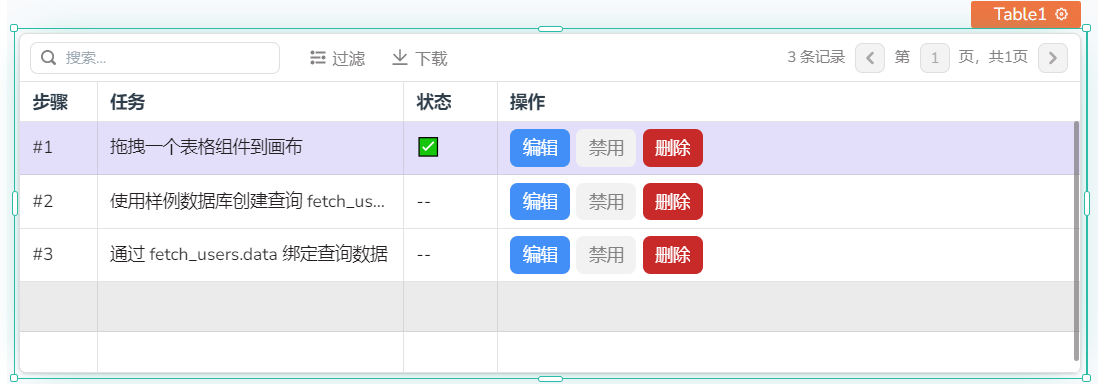 Table1
搜索... 过滤 下载 3 条记录 第 1 页，共1页
步骤 任务 状态 操作
#1 拖拽一个表格组件到画布 ✅ 编辑 禁用 删除
#2 使用样例数据库创建查询 fetch_us... -- 编辑 禁用 删除
#3 通过 fetch_users.data 绑定查询数据 -- 编辑 禁用 删除